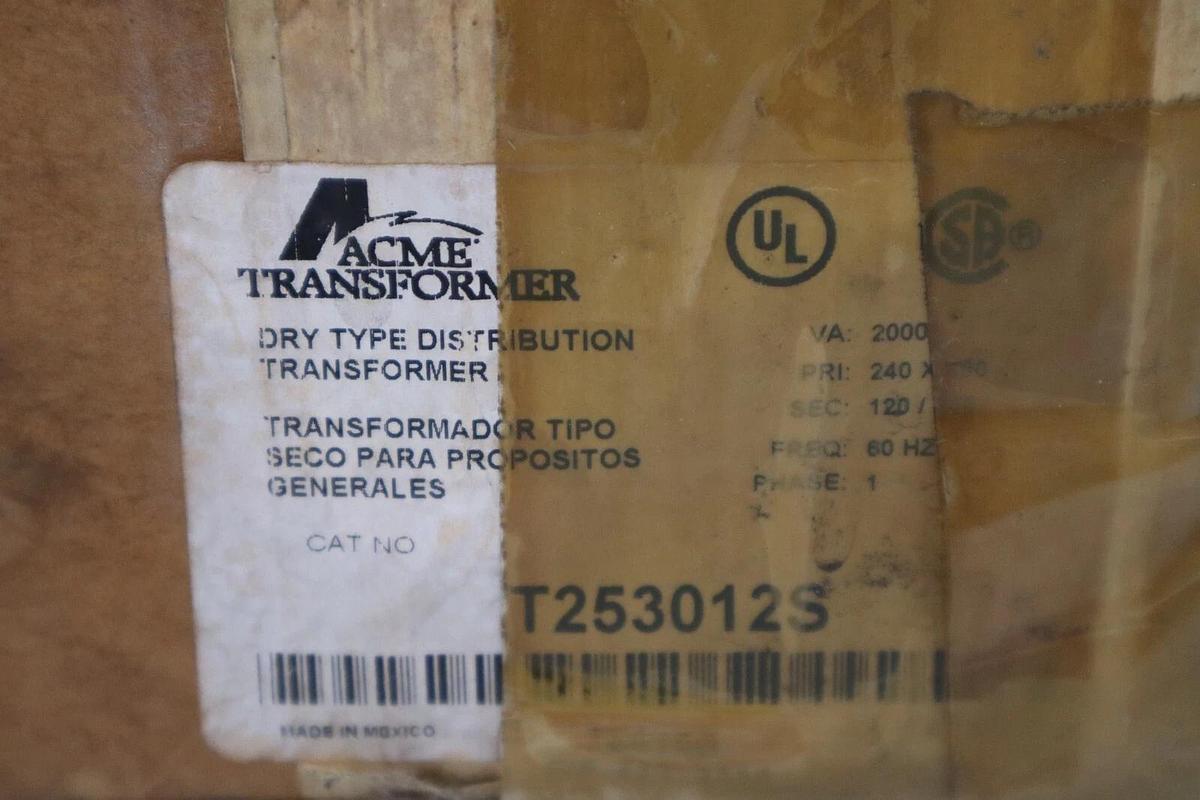 ACME
TRANSFORMER
UL
DRY TYPE DISTRIBUTION
TRANSFORMER
TRANSFORMADOR TIPO
SECO PARA PROPOSITOS
GENERALES
CAT NO
VA: 2000
PRI: 240 X
SEC: 120 /
FREQ: 60 HZ
PHASE: 1
T253012S
MADE IN MEXICO